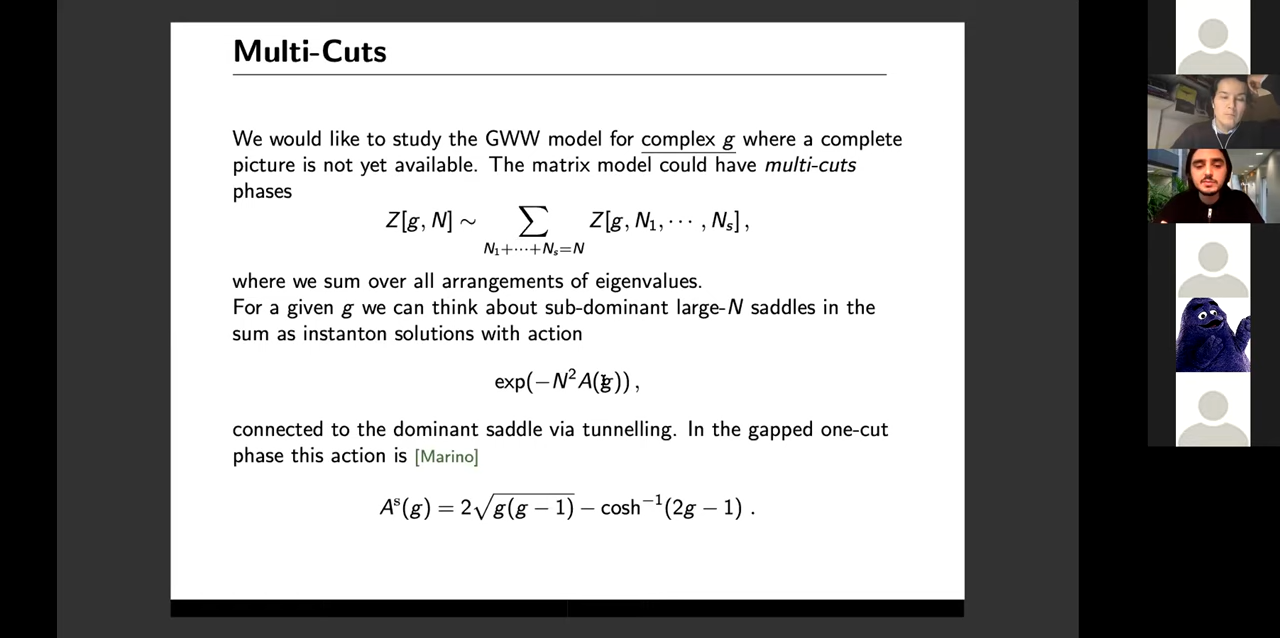 Multi-Cuts
We would like to study the GWW model for complex g where a complete
picture is not yet available. The matrix model could have multi-cuts
phases
Z[g, N] ∼ ∑ Z[g, N₁, ⋯ , Nₛ] ,
N₁+⋯+Nₛ=N
where we sum over all arrangements of eigenvalues.
For a given g we can think about sub-dominant large-N saddles in the
sum as instanton solutions with action
exp(−N²A(g)) ,
connected to the dominant saddle via tunnelling. In the gapped one-cut
phase this action is [Marino]
Aˢ(g) = 2√g(g − 1) − cosh⁻¹(2g − 1) .